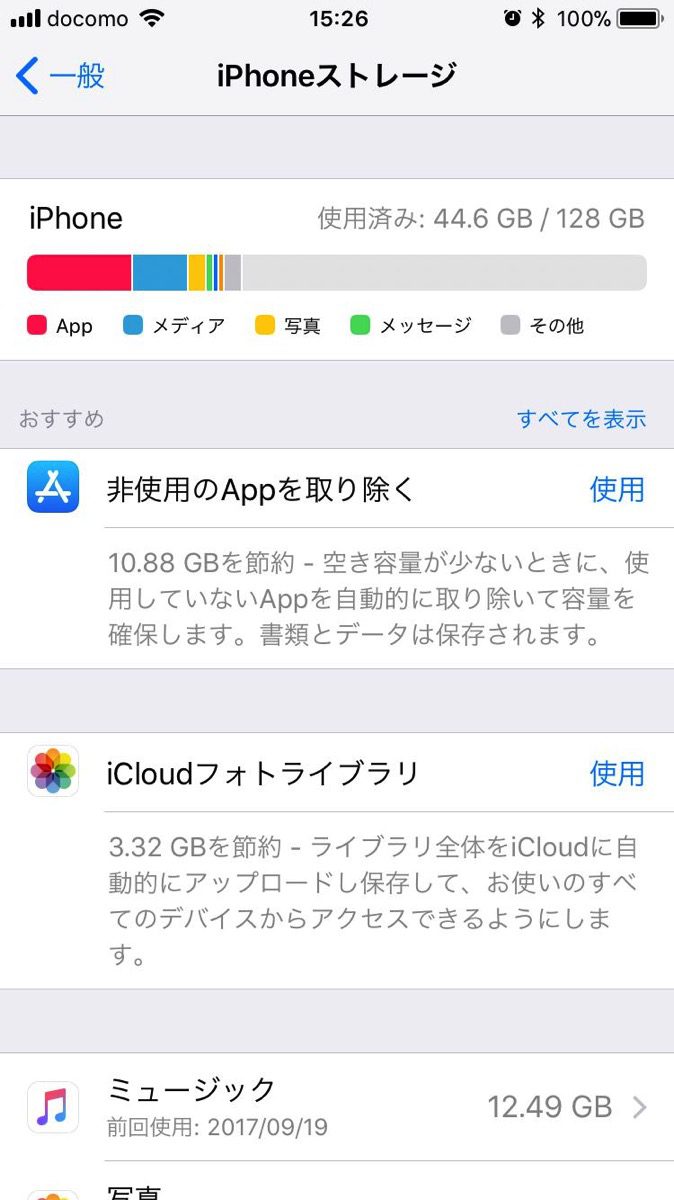 docomo 15:26 100%
一般 iPhoneストレージ
iPhone 使用済み: 44.6 GB / 128 GB
App メディア 写真 メッセージ その他
おすすめ すべてを表示
非使用のAppを取り除く 使用
10.88 GBを節約 - 空き容量が少ないときに、使
用していないAppを自動的に取り除いて容量を
確保します。書類とデータは保存されます。
iCloudフォトライブラリ 使用
3.32 GBを節約 - ライブラリ全体をiCloudに自
動的にアップロードし保存して、お使いのすべ
てのデバイスからアクセスできるようにしま
す。
ミュージック 12.49 GB
前回使用: 2017/09/19
写真